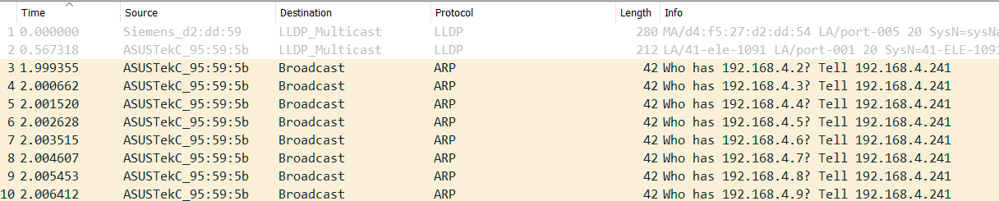 Time Source Destination Protocol Length Info
1 0.000000 Siemens_d2:dd:59 LLDP_Multicast LLDP 280 MA/d4:f5:27:d2:dd:54 LA/port-005 20 SysN=sysNa
2 0.567318 ASUSTekC_95:59:5b LLDP_Multicast LLDP 212 LA/41-ele-1091 LA/port-001 20 SysN=41-ELE-1091
3 1.999355 ASUSTekC_95:59:5b Broadcast ARP 42 Who has 192.168.4.2? Tell 192.168.4.241
4 2.000662 ASUSTekC_95:59:5b Broadcast ARP 42 Who has 192.168.4.3? Tell 192.168.4.241
5 2.001520 ASUSTekC_95:59:5b Broadcast ARP 42 Who has 192.168.4.4? Tell 192.168.4.241
6 2.002628 ASUSTekC_95:59:5b Broadcast ARP 42 Who has 192.168.4.5? Tell 192.168.4.241
7 2.003515 ASUSTekC_95:59:5b Broadcast ARP 42 Who has 192.168.4.6? Tell 192.168.4.241
8 2.004607 ASUSTekC_95:59:5b Broadcast ARP 42 Who has 192.168.4.7? Tell 192.168.4.241
9 2.005453 ASUSTekC_95:59:5b Broadcast ARP 42 Who has 192.168.4.8? Tell 192.168.4.241
10 2.006412 ASUSTekC_95:59:5b Broadcast ARP 42 Who has 192.168.4.9? Tell 192.168.4.241